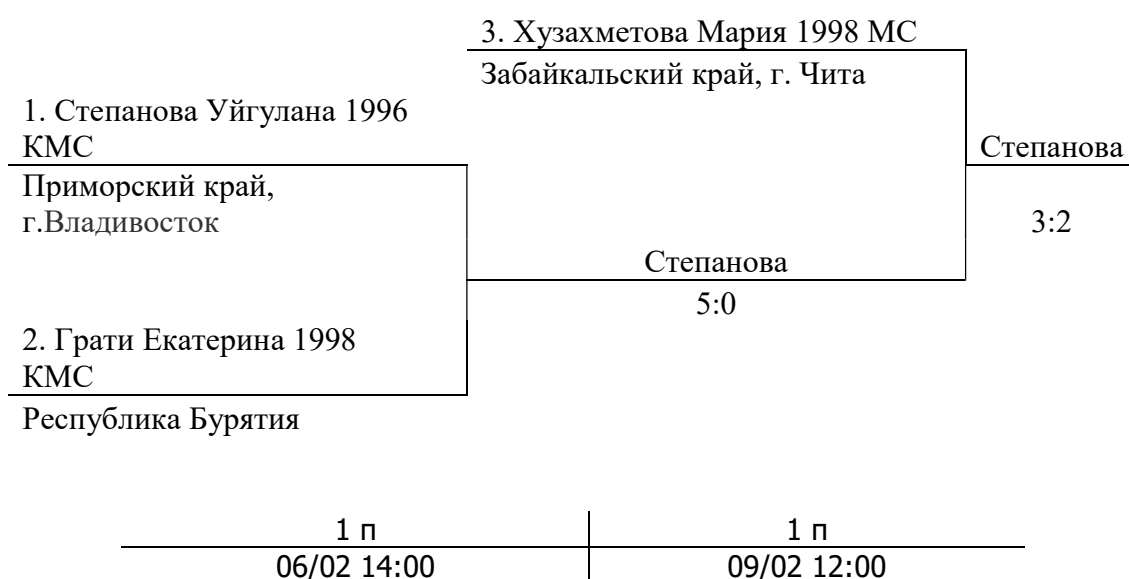 3. Хузахметова Мария 1998 МС
Забайкальский край, г. Чита
1. Степанова Уйгулана 1996
КМС
Степанова
Приморский край,
г.Владивосток
3:2
Степанова
5:0
2. Грати Екатерина 1998
КМС
Республика Бурятия
1 п 1 п
06/02 14:00 09/02 12:00